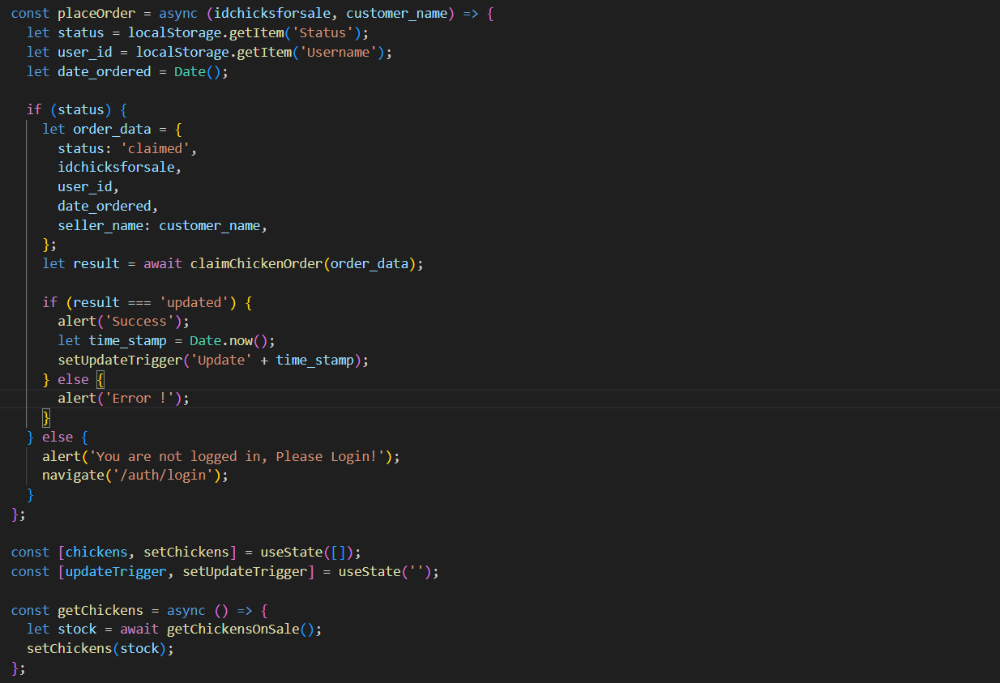 const placeOrder = async (idchicksforsale, customer_name) => {
  let status = localStorage.getItem('Status');
  let user_id = localStorage.getItem('Username');
  let date_ordered = Date();

  if (status) {
    let order_data = {
      status: 'claimed',
      idchicksforsale,
      user_id,
      date_ordered,
      seller_name: customer_name,
    };
    let result = await claimChickenOrder(order_data);

    if (result === 'updated') {
      alert('Success');
      let time_stamp = Date.now();
      setUpdateTrigger('Update' + time_stamp);
    } else {
      alert('Error !');
    }
  } else {
    alert('You are not logged in, Please Login!');
    navigate('/auth/login');
  }
};

const [chickens, setChickens] = useState([]);
const [updateTrigger, setUpdateTrigger] = useState('');

const getChickens = async () => {
  let stock = await getChickensOnSale();
  setChickens(stock);
};